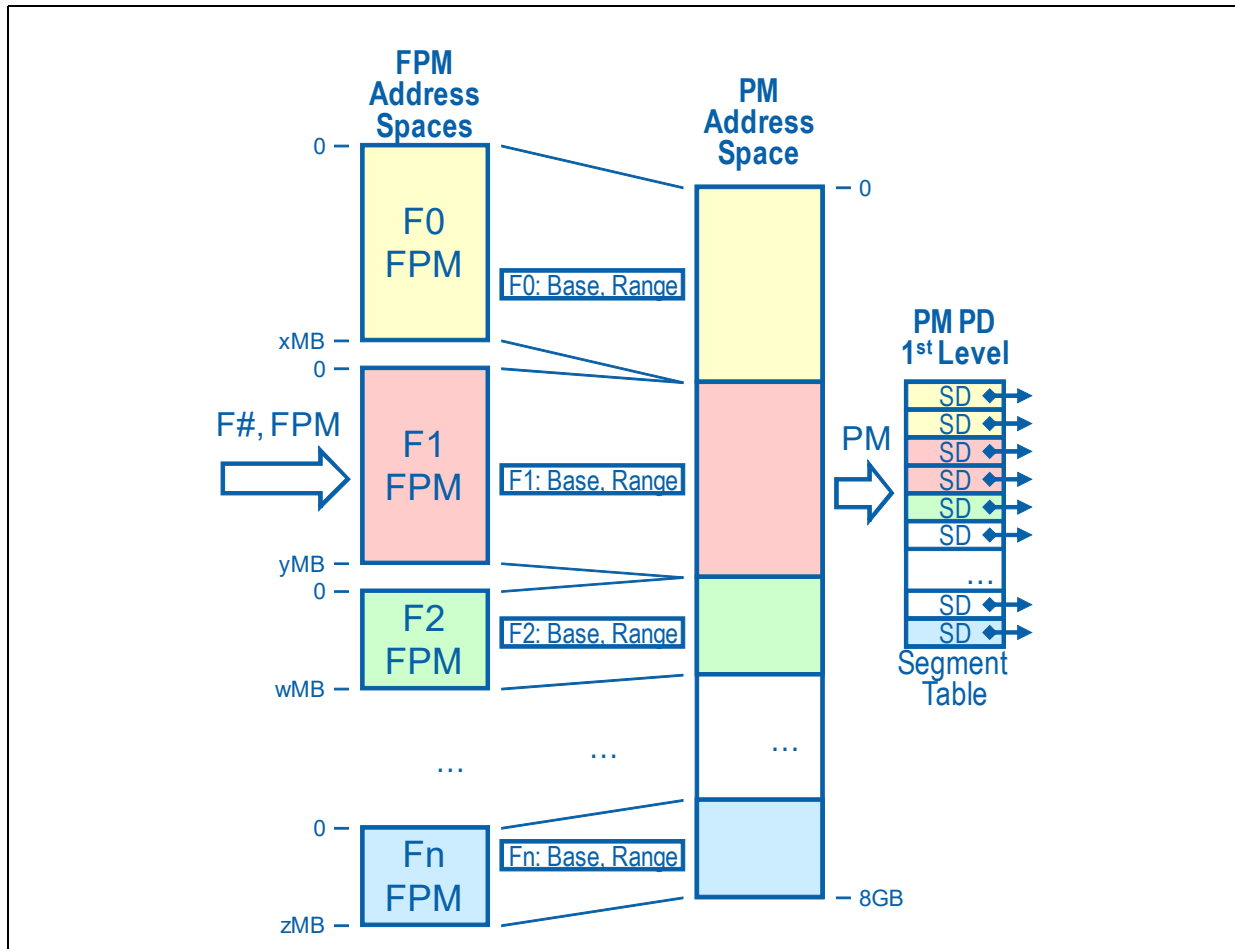 FPM
Address
Spaces
PM
Address
Space
0
0
F0
FPM
F0: Base, Range
xMB
PM PD
1st Level
0
SD
SD
F#, FPM
F1
FPM
F1: Base, Range
PM
SD
SD
SD
SD
…
SD
SD
Segment
Table
yMB
0
F2
FPM
F2: Base, Range
wMB
…
…
…
0
Fn
FPM
Fn: Base, Range
8GB
zMB